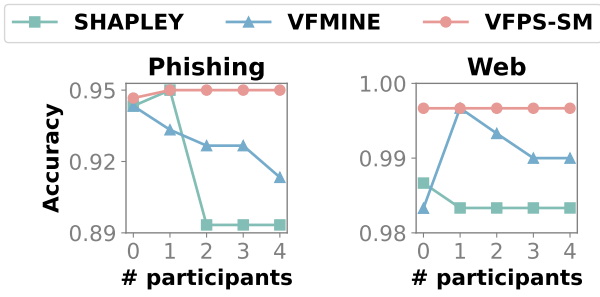 SHAPLEY VFMINE VFPS-SM
Phishing Web
Accuracy
0.95
0.92
0.89
0 1 2 3 4
# participants
1.00
0.99
0.98
0 1 2 3 4
# participants